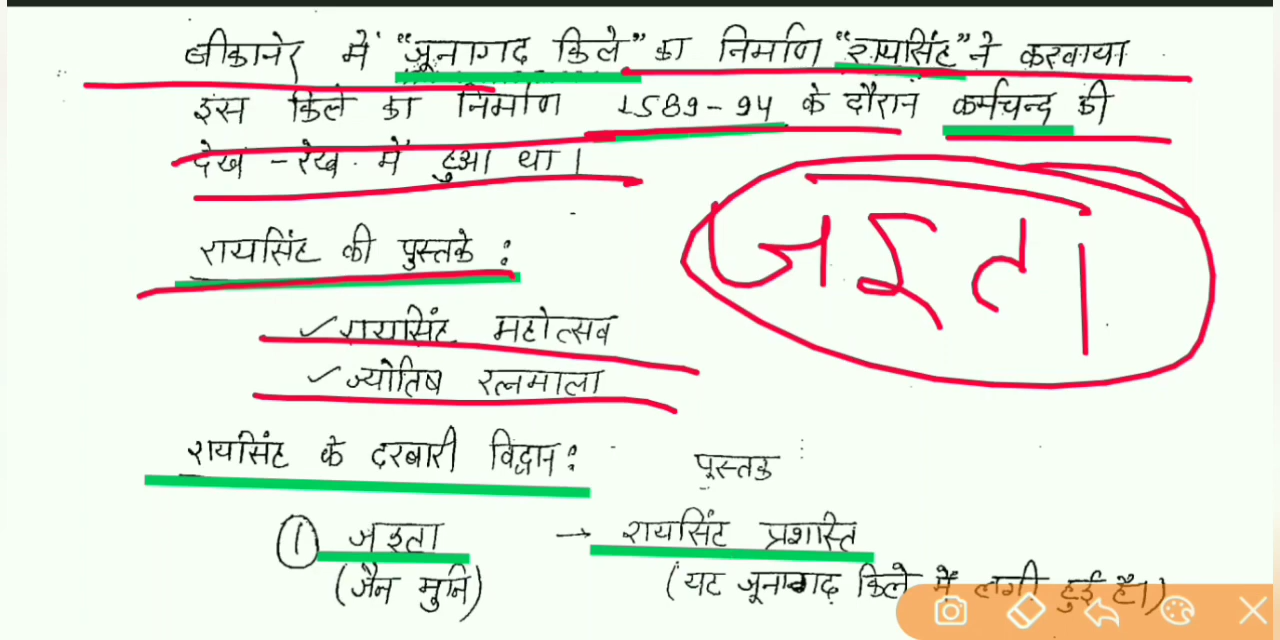 बीकानेर में "जूनागढ किले" का निर्माण "रायसिंह" ने करवाया
इस किले का निर्माण 1589-94 के दौरान कर्मचन्द की
देख-रेख में हुआ था।
जइता
रायसिंह की पुस्तके :
✓ रायसिंह महोत्सव
✓ ज्योतिष रत्नमाला
रायसिंह के दरबारी विद्वान : पुस्तक
① जइता → रायसिंह प्रशस्ति
(जैन मुनि) (यह जूनागढ़ किले में लगी हुई है।)